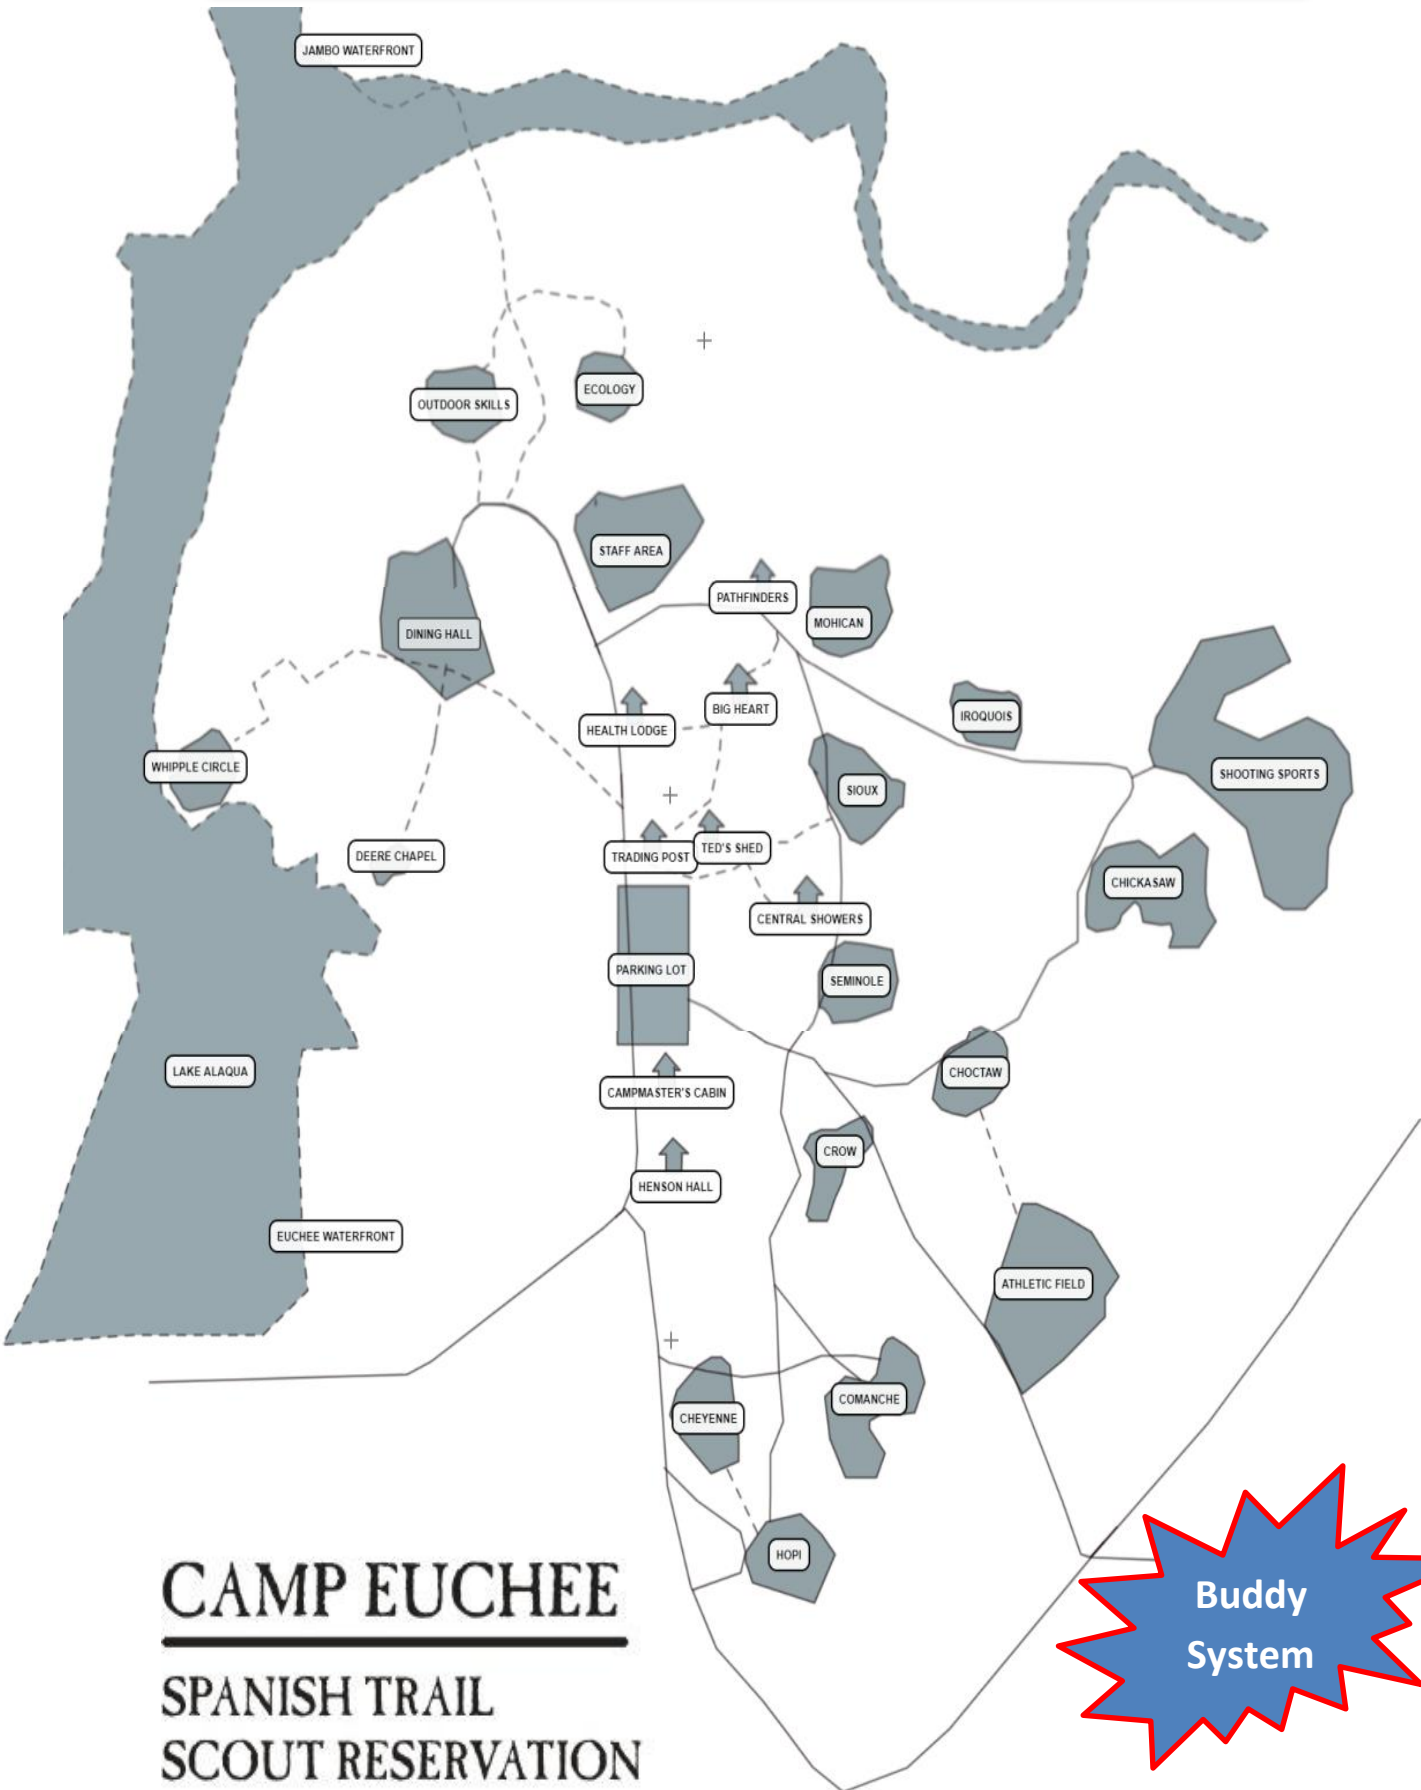 JAMBO WATERFRONT
ECOLOGY
OUTDOOR SKILLS
STAFF AREA
PATHFINDERS
MOHICAN
DINING HALL
BIG HEART
IROQUOIS
HEALTH LODGE
WHIPPLE CIRCLE
SHOOTING SPORTS
SIOUX
TED'S SHED
DEERE CHAPEL
TRADING POST
CHICKASAW
CENTRAL SHOWERS
PARKING LOT
SEMINOLE
LAKE ALAQUA
CHOCTAW
CAMPMASTER'S CABIN
CROW
HENSON HALL
EUCHEE WATERFRONT
ATHLETIC FIELD
COMANCHE
CHEYENNE
HOPI
CAMP EUCHEE
SPANISH TRAIL
SCOUT RESERVATION
Buddy
System